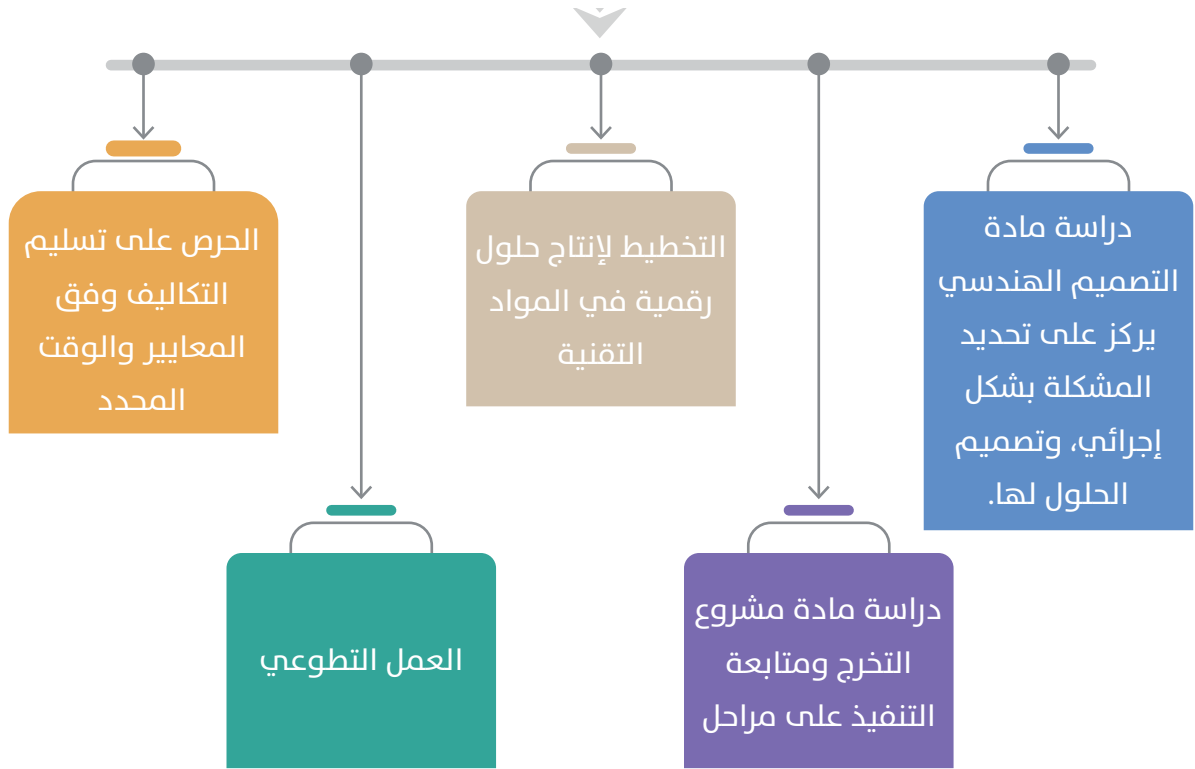 دراسة مادة
التصميم الهندسي
يركز على تحديد
المشكلة بشكل
إجرائي، وتصميم
الحلول لها.
دراسة مادة مشروع
التخرج ومتابعة
التنفيذ على مراحل
التخطيط لإنتاج حلول
رقمية في المواد
التقنية
العمل التطوعي
الحرص على تسليم
التكاليف وفق
المعايير والوقت
المحدد